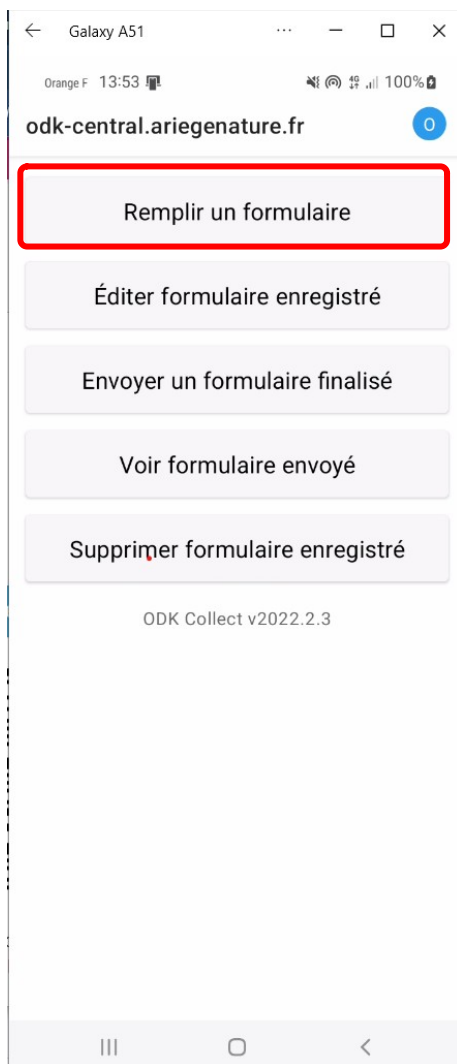 Galaxy A51
Orange F 13:53 4G 100%
odk-central.ariegenature.fr O
Remplir un formulaire
Éditer formulaire enregistré
Envoyer un formulaire finalisé
Voir formulaire envoyé
Supprimer formulaire enregistré
ODK Collect v2022.2.3